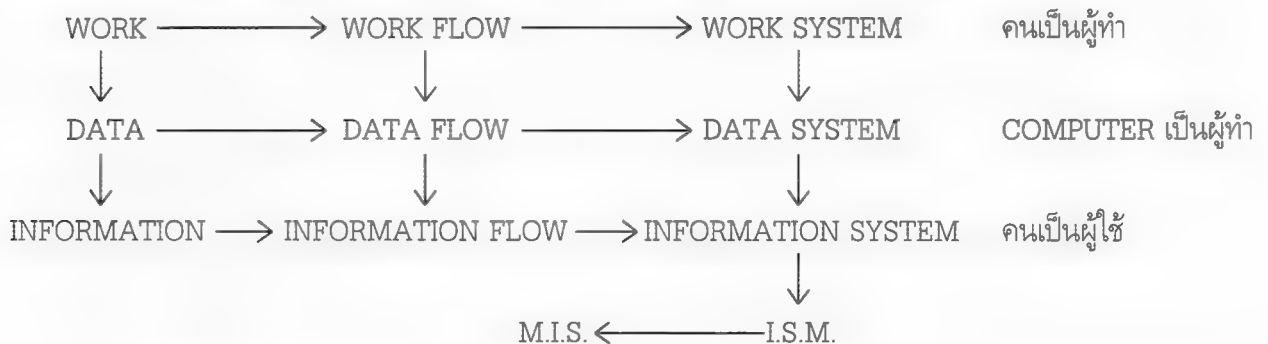 WORK WORK FLOW WORK SYSTEM คนเป็นผู้ทำ
DATA DATA FLOW DATA SYSTEM COMPUTER เป็นผู้ทำ
INFORMATION INFORMATION FLOW INFORMATION SYSTEM คนเป็นผู้ใช้
M.I.S. I.S.M.